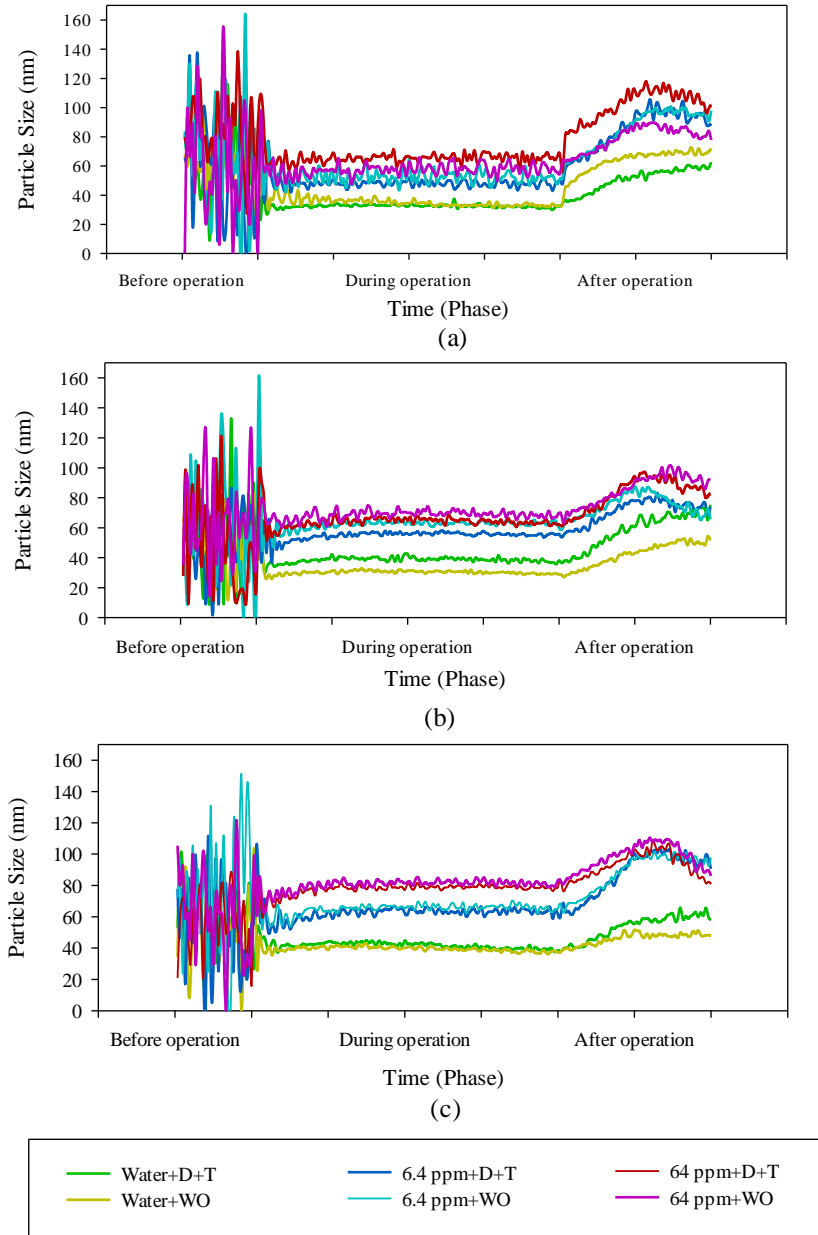 160
140
120
100
80
60
40
20
0
Particle Size (nm)
Before operation During operation After operation
Time (Phase)
(a)
160
140
120
100
80
60
40
20
0
Particle Size (nm)
Before operation During operation After operation
Time (Phase)
(b)
160
140
120
100
80
60
40
20
0
Particle Size (nm)
Before operation During operation After operation
Time (Phase)
(c)
Water+D+T 6.4 ppm+D+T 64 ppm+D+T
Water+WO 6.4 ppm+WO 64 ppm+WO